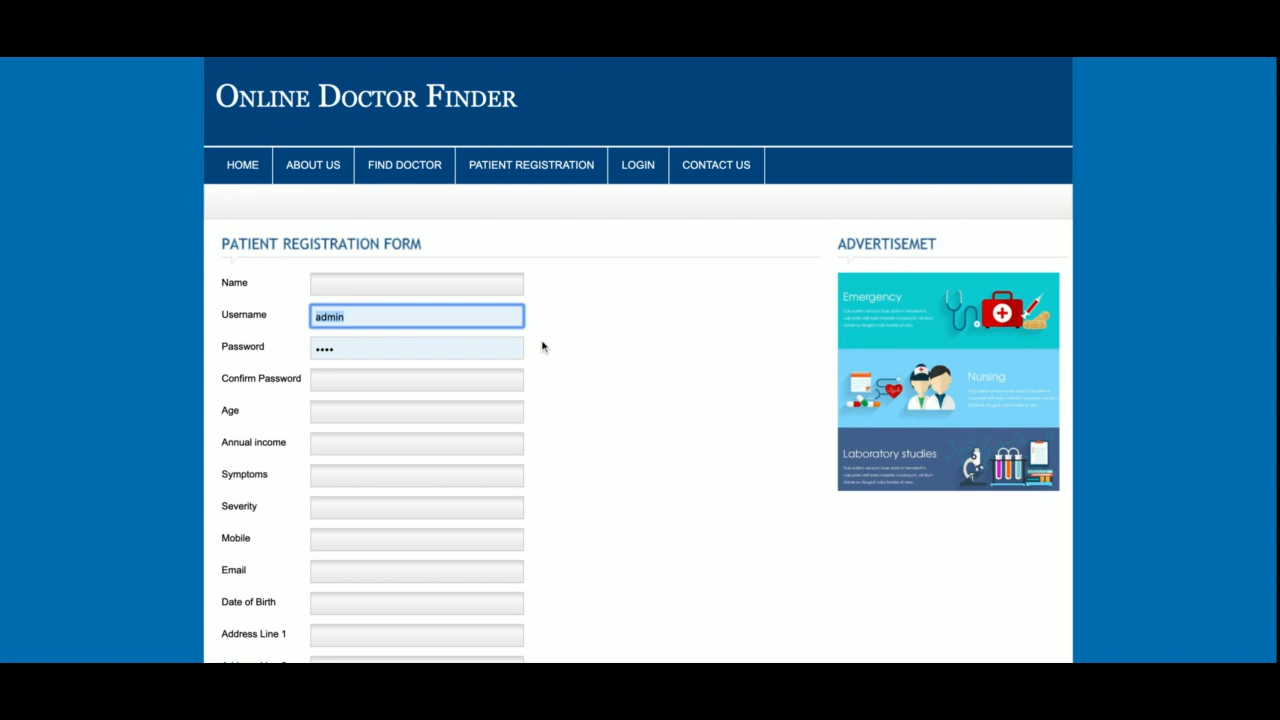 ONLINE DOCTOR FINDER
HOME ABOUT US FIND DOCTOR PATIENT REGISTRATION LOGIN CONTACT US
PATIENT REGISTRATION FORM
Name
Username admin
Password ••••
Confirm Password
Age
Annual income
Symptoms
Severity
Mobile
Email
Date of Birth
Address Line 1
ADVERTISEMET
Emergency
Nursing
Laboratory studies